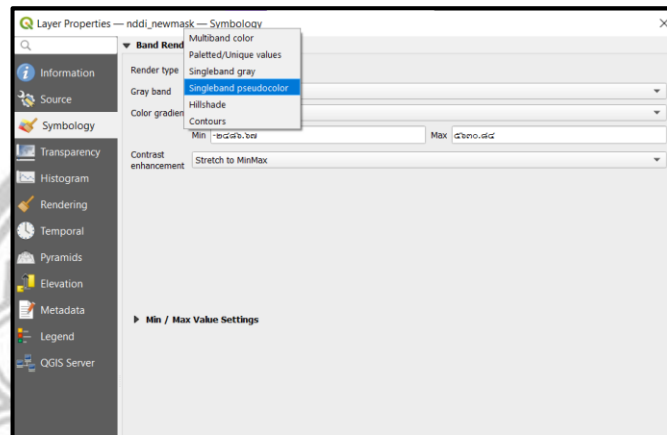 Layer Properties — nddi_newmask — Symbology
Multiband color
Band Rend
Paletted/Unique values
Information
Render type
Singleband gray
Source
Gray band
Singleband pseudocolor
Hillshade
Symbology
Color gradien
Contours
Min
Max
Transparency
Contrast
enhancement
Stretch to MinMax
Histogram
Rendering
Temporal
Pyramids
Elevation
Metadata
Min / Max Value Settings
Legend
QGIS Server